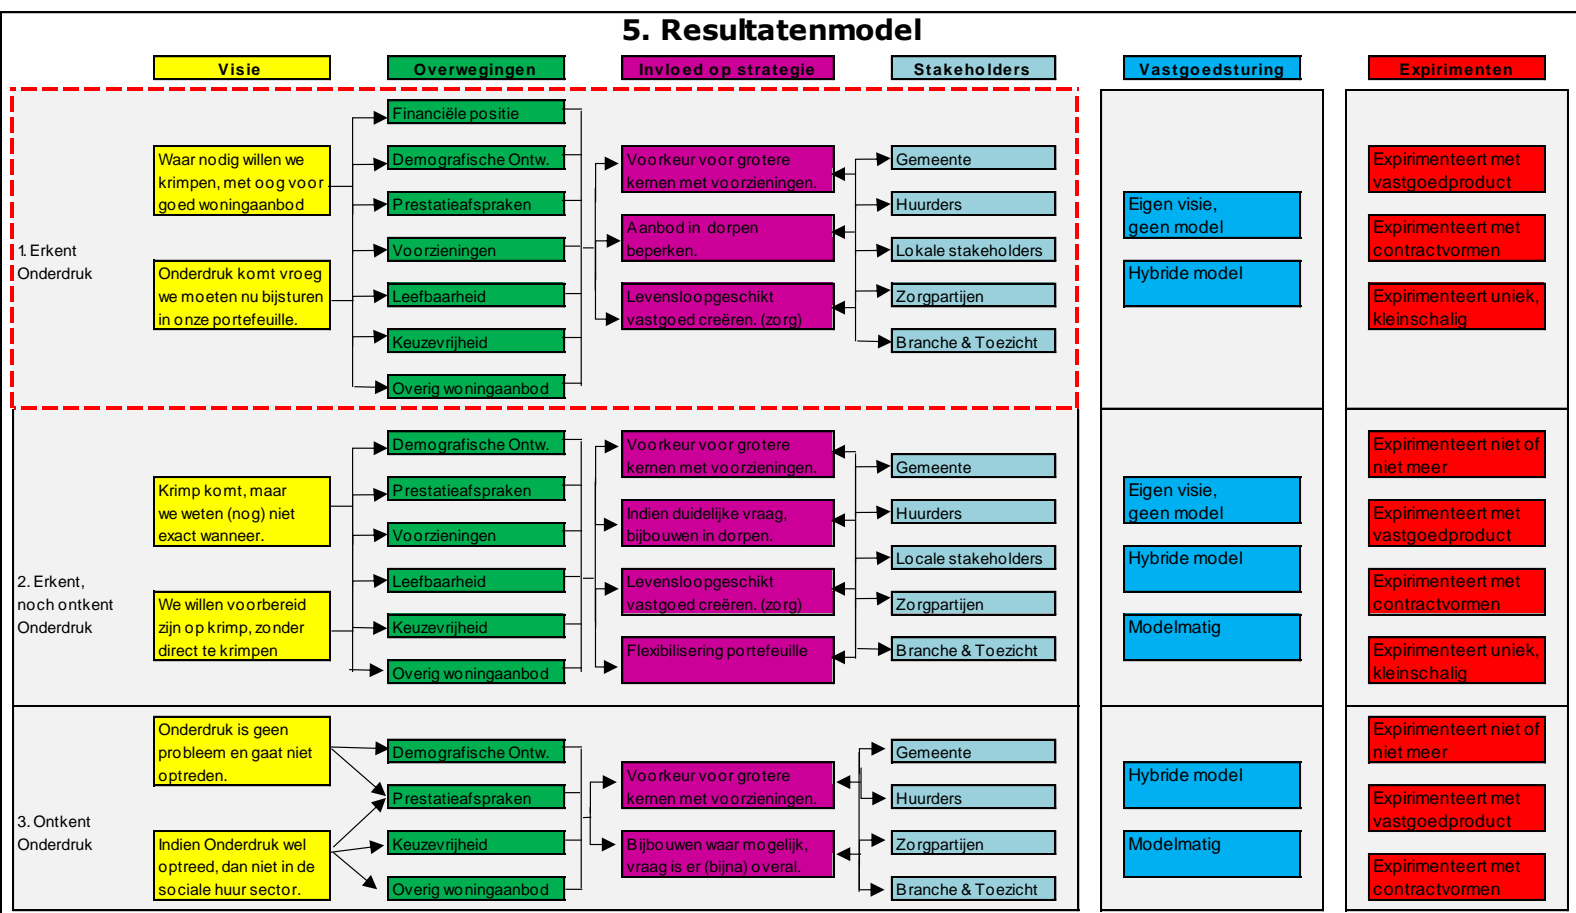 5. Resultatenmodel
Visie
Overwegingen
Invloed op strategie
Stakeholders
Vastgoedsturing
Expirimenten
1. Erkent
Onderdruk
Waar nodig willen we
krimpen, met oog voor
goed woningaanbod
Onderdruk komt vroeg
we moeten nu bijsturen
in onze portefeuille.
Financiële positie
Demografische Ontw.
Prestatieafspraken
Voorzieningen
Leefbaarheid
Keuzevrijheid
Overig woningaanbod
Voorkeur voor grotere
kernen met voorzieningen.
Aanbod in dorpen
beperken.
Levensloopgeschikt
vastgoed creëren. (zorg)
Gemeente
Huurders
Lokale stakeholders
Zorgpartijen
Branche & Toezicht
Eigen visie,
geen model
Hybride model
Expirimenteert met
vastgoedproduct
Expirimenteert met
contractvormen
Expirimenteert uniek,
kleinschalig
2. Erkent,
noch ontkent
Onderdruk
Krimp komt, maar
we weten (nog) niet
exact wanneer.
We willen voorbereid
zijn op krimp, zonder
direct te krimpen
Demografische Ontw.
Prestatieafspraken
Voorzieningen
Leefbaarheid
Keuzevrijheid
Overig woningaanbod
Voorkeur voor grotere
kernen met voorzieningen.
Indien duidelijke vraag,
bijbouwen in dorpen.
Levensloopgeschikt
vastgoed creëren. (zorg)
Flexibilisering portefeuille
Gemeente
Huurders
Locale stakeholders
Zorgpartijen
Branche & Toezicht
Eigen visie,
geen model
Hybride model
Modelmatig
Expirimenteert niet of
niet meer
Expirimenteert met
vastgoedproduct
Expirimenteert met
contractvormen
Expirimenteert uniek,
kleinschalig
3. Ontkent
Onderdruk
Onderdruk is geen
probleem en gaat niet
optreden.
Indien Onderdruk wel
optreed, dan niet in de
sociale huur sector.
Demografische Ontw.
Prestatieafspraken
Keuzevrijheid
Overig woningaanbod
Voorkeur voor grotere
kernen met voorzieningen.
Bijbouwen waar mogelijk,
vraag is er (bijna) overal.
Gemeente
Huurders
Zorgpartijen
Branche & Toezicht
Hybride model
Modelmatig
Expirimenteert niet of
niet meer
Expirimenteert met
vastgoedproduct
Expirimenteert met
contractvormen